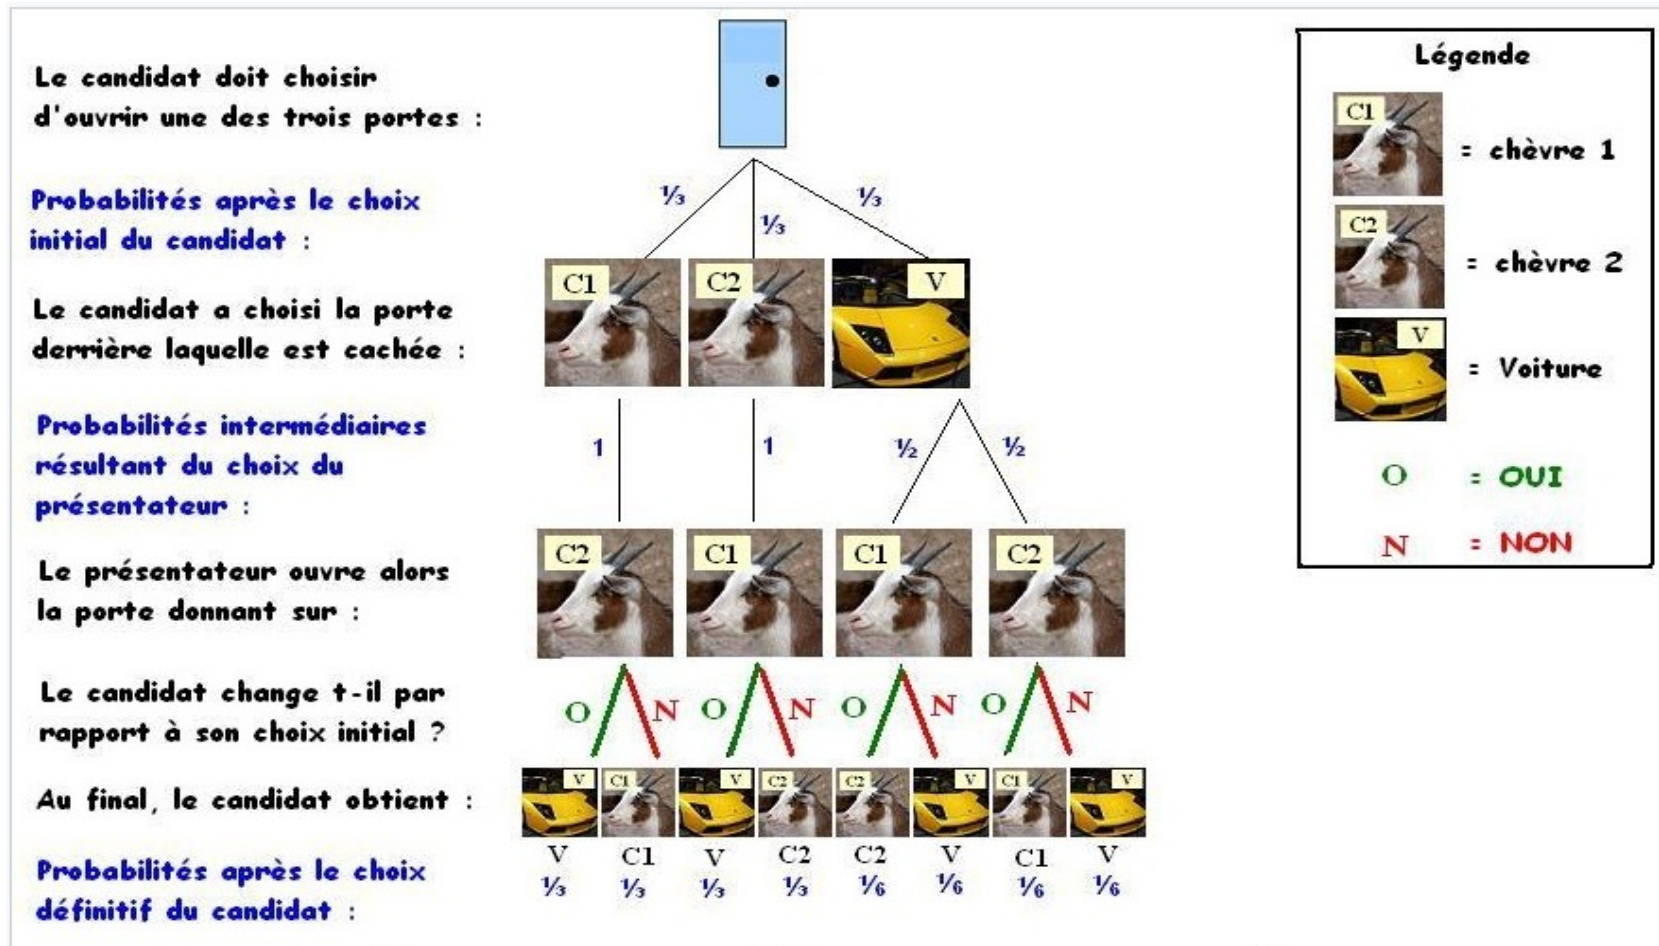 Le candidat doit choisir
d'ouvrir une des trois portes :
Probabilités après le choix
initial du candidat :
⅓
⅓
⅓
Le candidat a choisi la porte
derrière laquelle est cachée :
C1
C2
V
Probabilités intermédiaires
résultant du choix du
présentateur :
1
1
½
½
Le présentateur ouvre alors
la porte donnant sur :
C2
C1
C1
C2
Le candidat change t-il par
rapport à son choix initial ?
O
N
O
N
O
N
O
N
Au final, le candidat obtient :
V
C1
V
C2
C2
V
C1
V
V
C1
V
C2
C2
V
C1
V
Probabilités après le choix
définitif du candidat :
⅓
⅓
⅓
⅓
⅙
⅙
⅙
⅙
Légende
C1
= chèvre 1
C2
= chèvre 2
V
= Voiture
O = OUI
N = NON